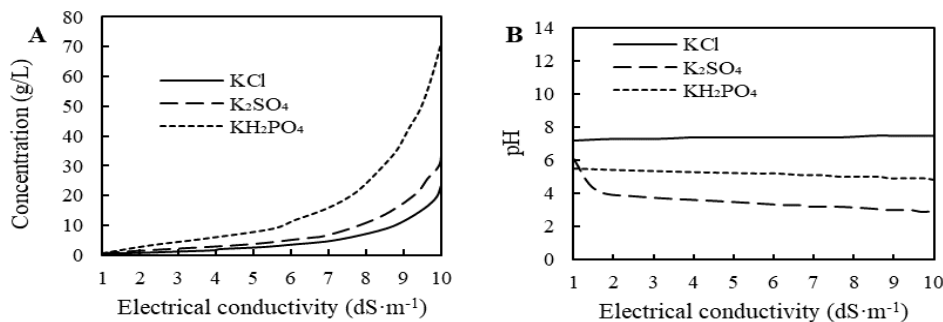 A
Concentration (g/L)
80
70
60
50
40
30
20
10
0
KCl
K₂SO₄
KH₂PO₄
1 2 3 4 5 6 7 8 9 10
Electrical conductivity (dS·m⁻¹)
B
pH
14
12
10
8
6
4
2
0
KCl
K₂SO₄
KH₂PO₄
1 2 3 4 5 6 7 8 9 10
Electrical conductivity (dS·m⁻¹)